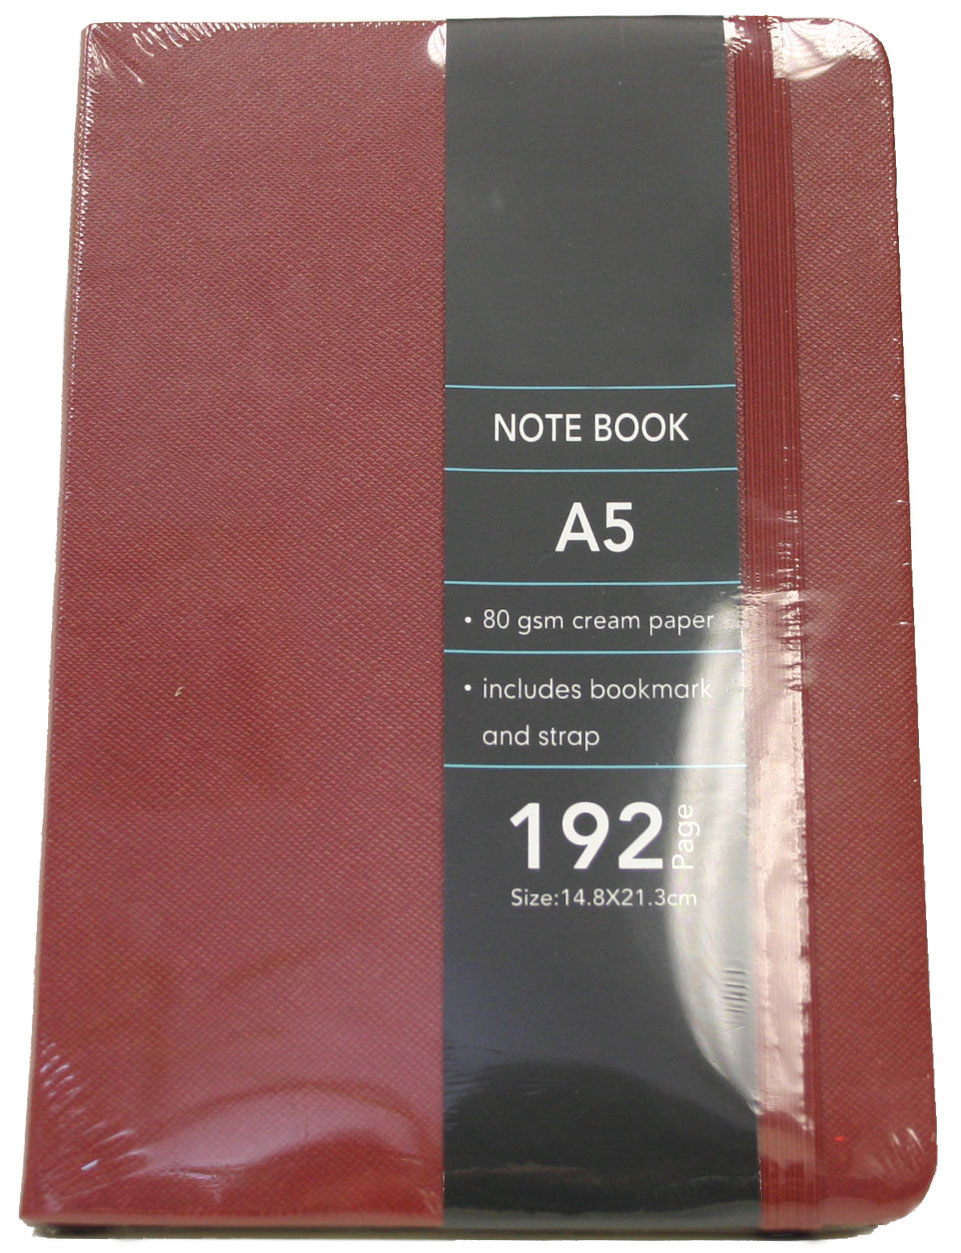 NOTE BOOK
A5
• 80 gsm cream paper
• includes bookmark
and strap
192 Page
Size:14.8X21.3cm